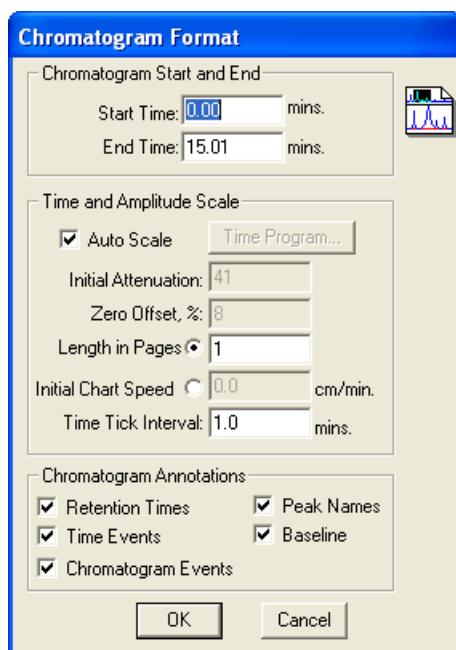 Chromatogram Format
Chromatogram Start and End
Start Time: 0.00 mins.
End Time: 15.01 mins.
Time and Amplitude Scale
Auto Scale Time Program...
Initial Attenuation: 41
Zero Offset, %: 8
Length in Pages 1
Initial Chart Speed 0.0 cm/min.
Time Tick Interval: 1.0 mins.
Chromatogram Annotations
Retention Times Peak Names
Time Events Baseline
Chromatogram Events
OK Cancel